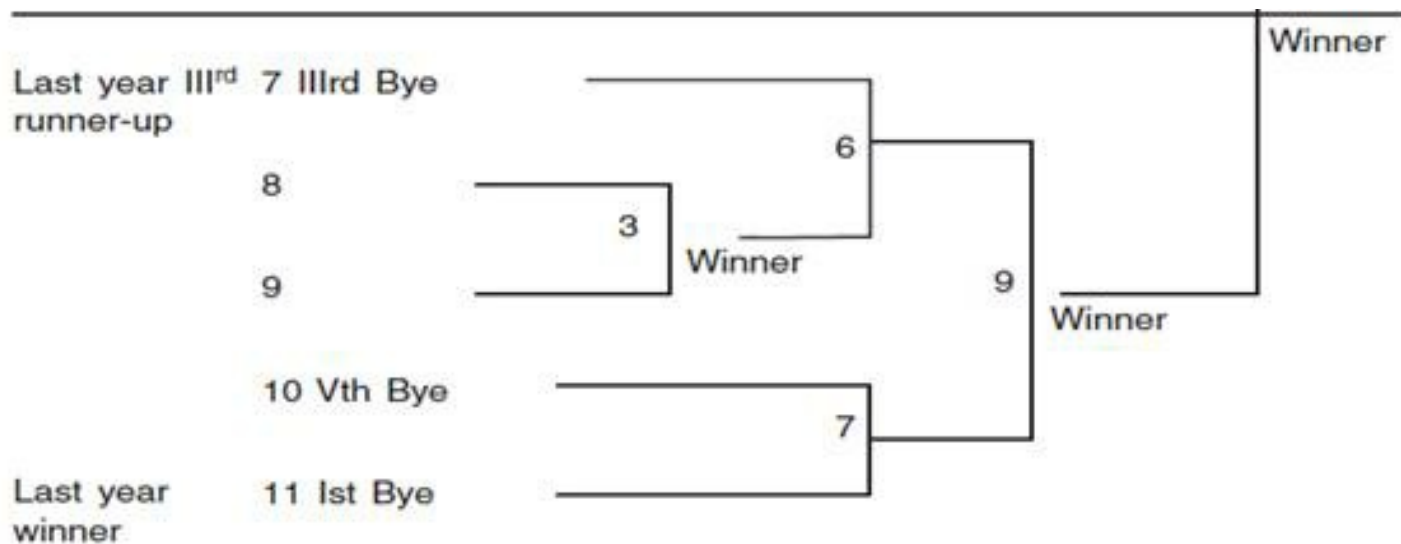 Winner
Last year IIIrd 7 IIIrd Bye
runner-up
6
8
3
Winner
9
9
Winner
10 Vth Bye
7
Last year 11 Ist Bye
winner